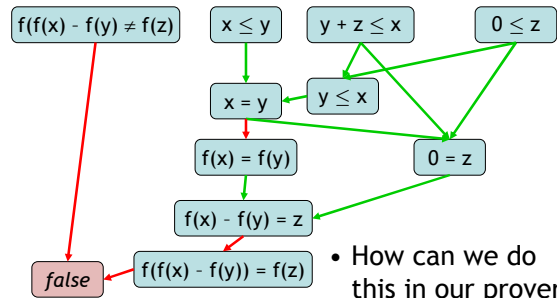 f(f(x) - f(y) ≠ f(z)
x ≤ y
y + z ≤ x
0 ≤ z
y ≤ x
x = y
f(x) = f(y)
0 = z
f(x) - f(y) = z
f(f(x) - f(y)) = f(z)
false
• How can we do
this in our prover